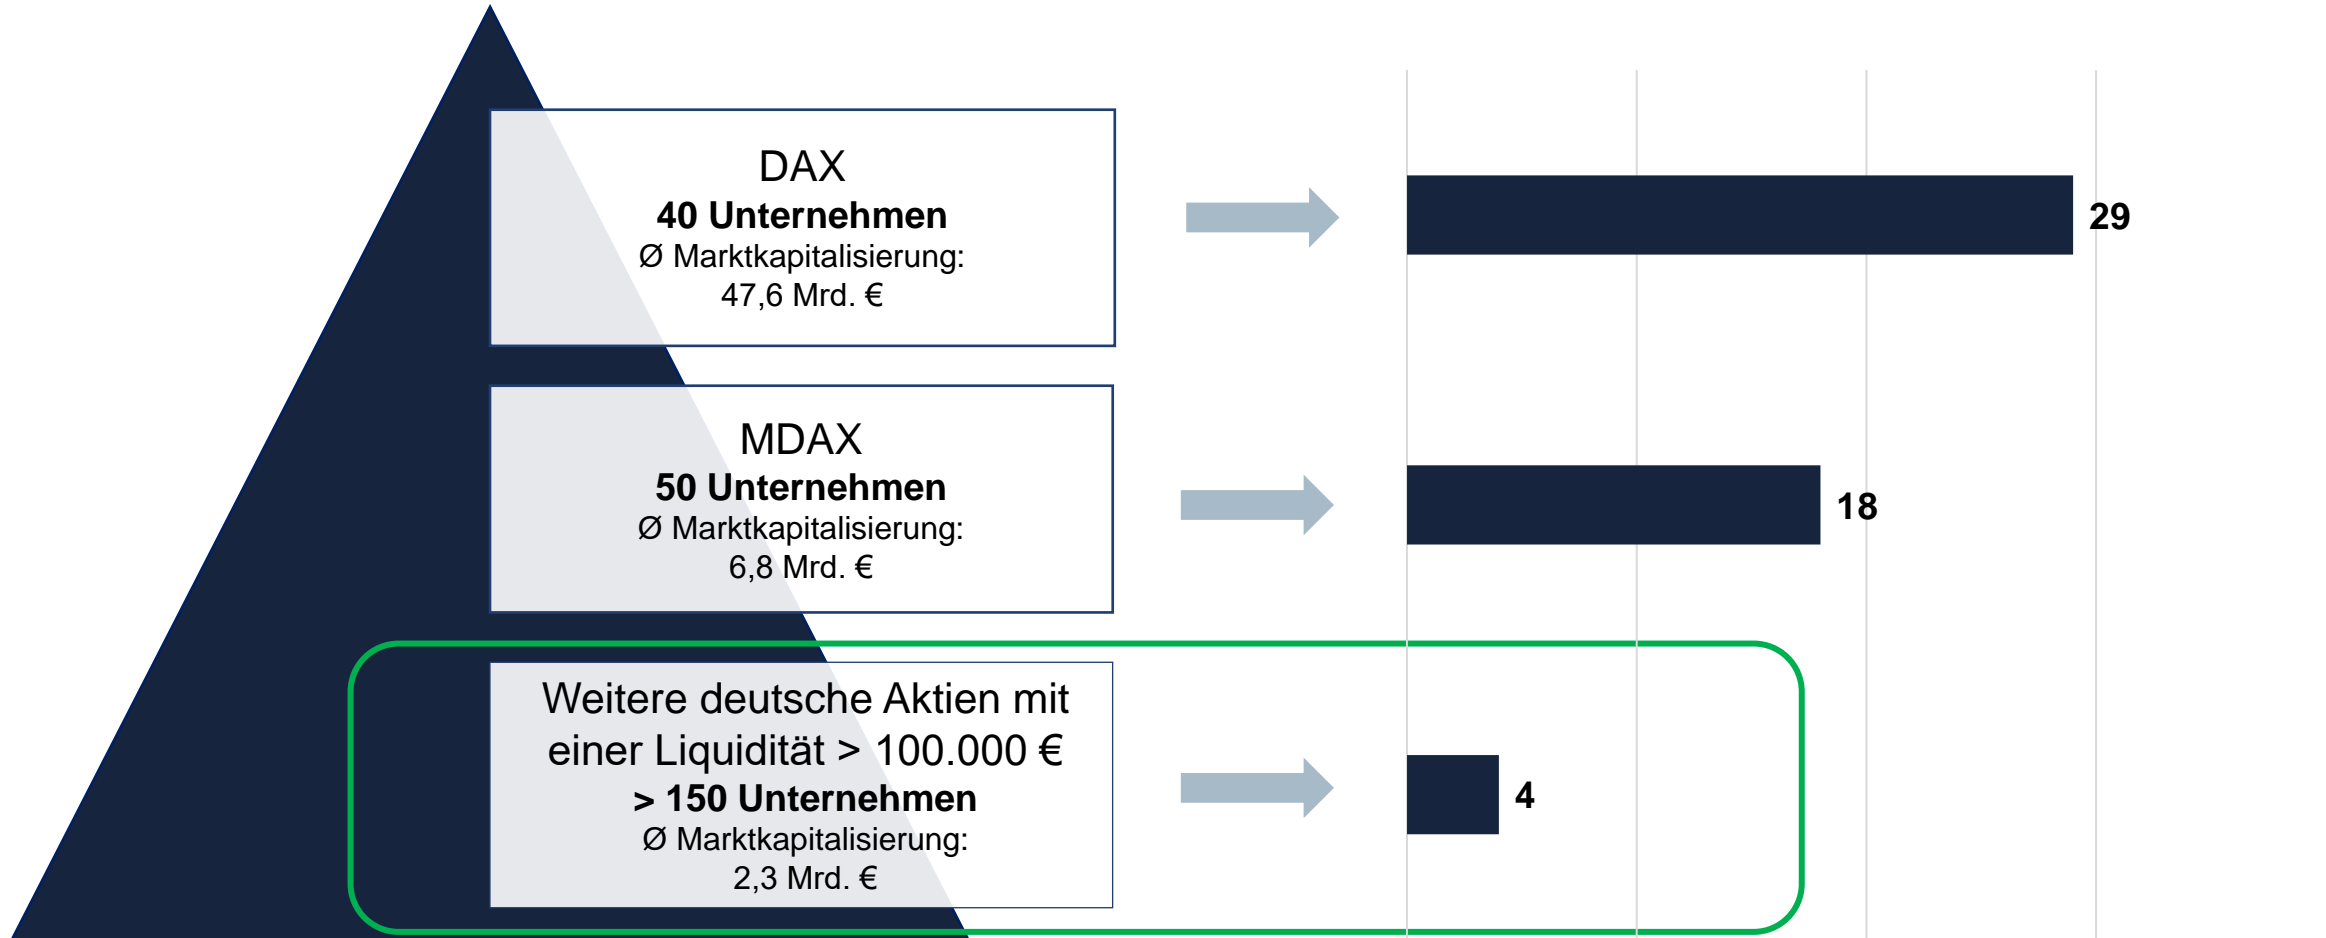 DAX
40 Unternehmen
Ø Marktkapitalisierung:
47,6 Mrd. €
29
MDAX
50 Unternehmen
Ø Marktkapitalisierung:
6,8 Mrd. €
18
Weitere deutsche Aktien mit
einer Liquidität > 100.000 €
> 150 Unternehmen
Ø Marktkapitalisierung:
2,3 Mrd. €
4